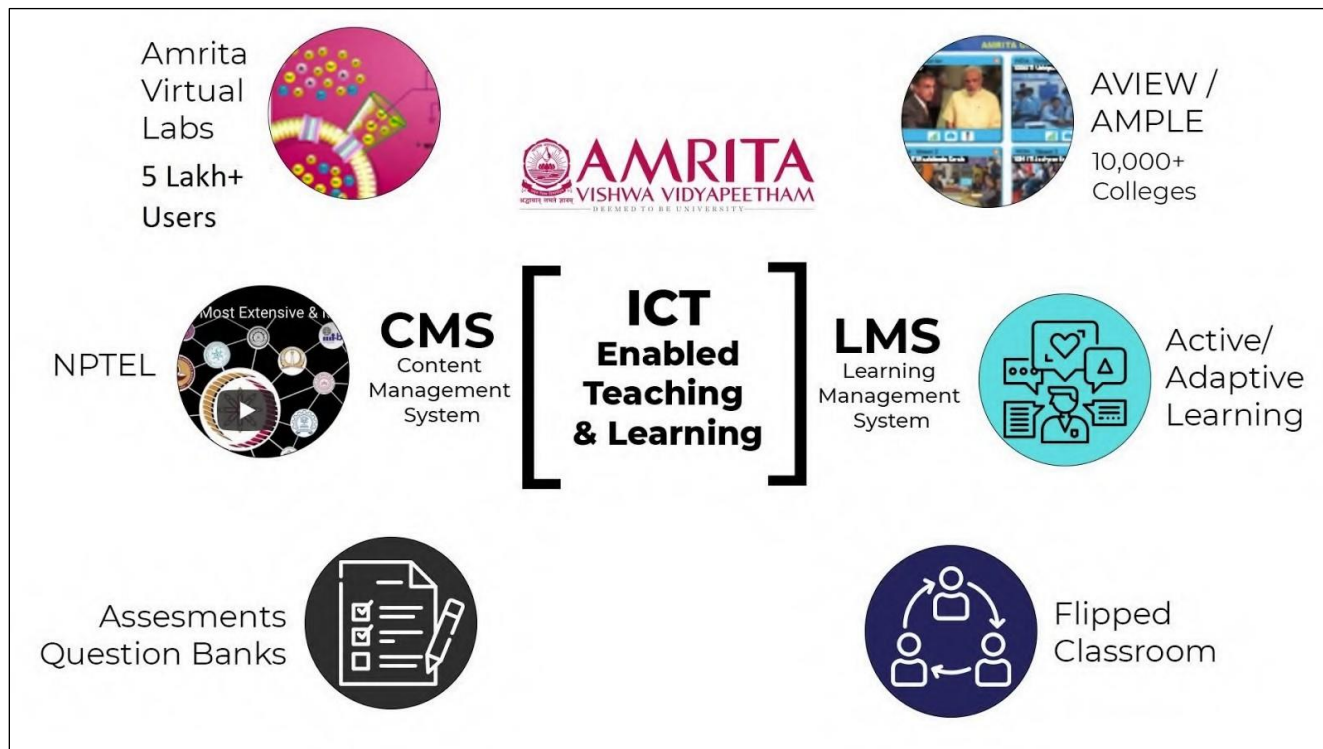 Amrita
Virtual
Labs
5 Lakh+
Users
AMRITA
VISHWA VIDYAPEETHAM
DEEMED TO BE UNIVERSITY
AVIEW /
AMPLE
10,000+
Colleges
NPTEL
Most Extensive &
CMS
Content
Management
System
ICT
Enabled
Teaching
& Learning
LMS
Learning
Management
System
Active/
Adaptive
Learning
Assesments
Question Banks
Flipped
Classroom